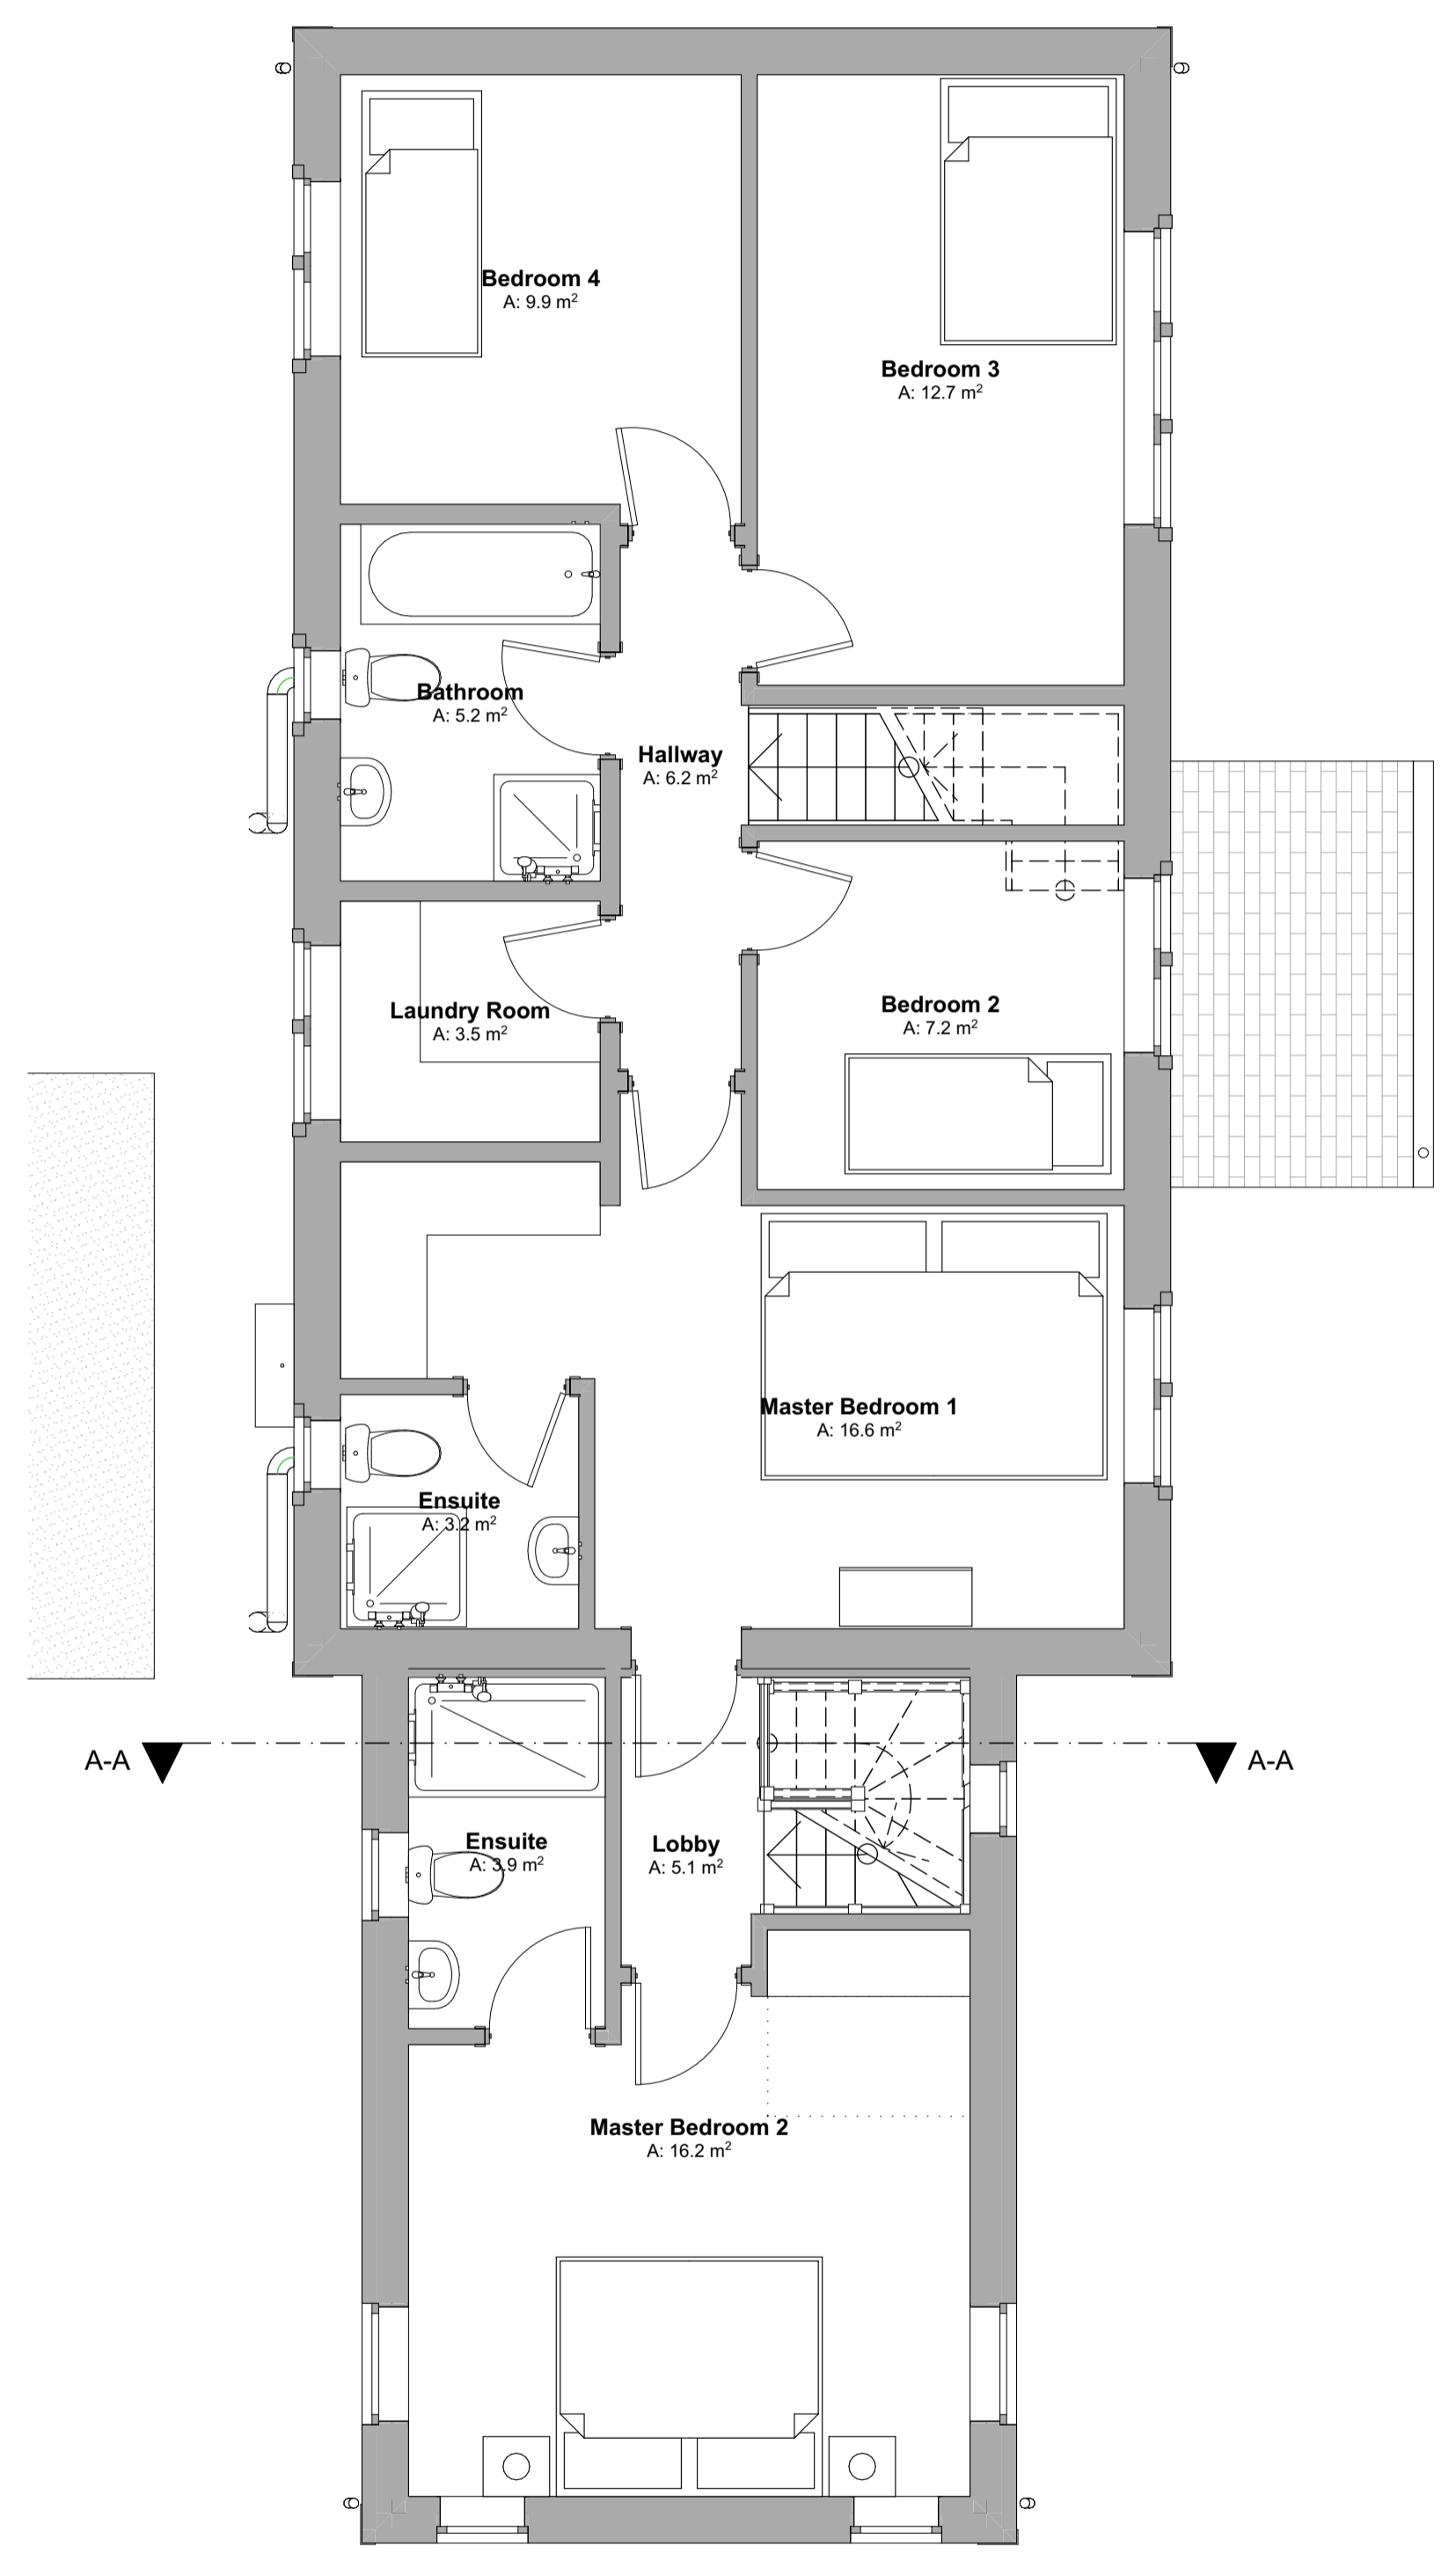 Bedroom 4
A: 9.9 m²
Bedroom 3
A: 12.7 m²
Bathroom
A: 5.2 m²
Hallway
A: 6.2 m²
Laundry Room
A: 3.5 m²
Bedroom 2
A: 7.2 m²
Master Bedroom 1
A: 16.6 m²
Ensuite
A: 3.2 m²
A-A
A-A
Ensuite
A: 3.9 m²
Lobby
A: 5.1 m²
Master Bedroom 2
A: 16.2 m²